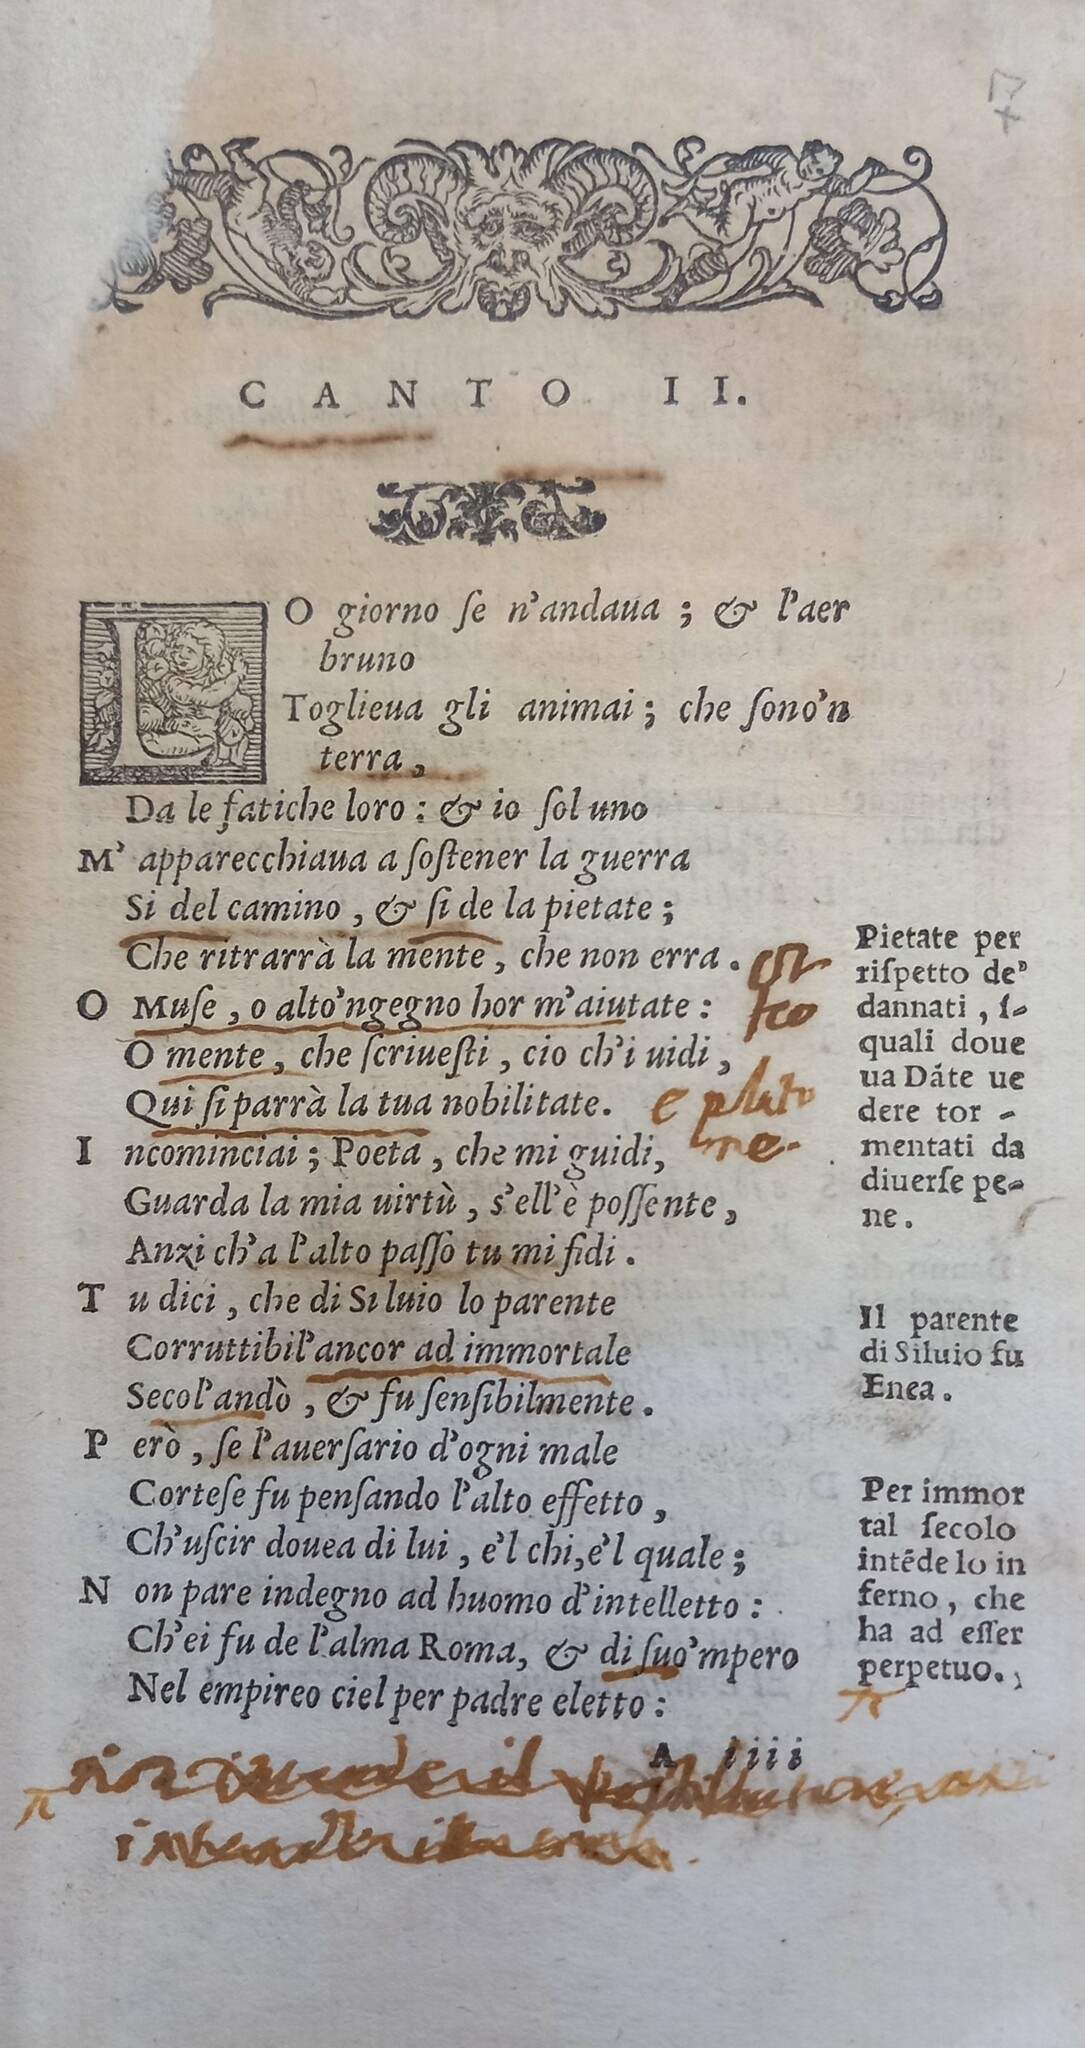 17
CANTO II.
LO giorno ſe n'andaua ; & l'aer
bruno
Toglieua gli animai ; che ſono'n
terra,
Da le fatiche loro : & io ſol uno
M' apparecchiaua a ſoſtener la guerra
Si del camino , & ſi de la pietate ;
Che ritrarrà la mente , che non erra .
O Muſe , o alto'ngegno hor m'aiutate :
O mente , che ſcriueſti , cio ch'i uidi ,
Qui ſi parrà la tua nobilitate.
e plato
ne.
I ncominciai ; Poeta , che mi guidi,
Guarda la mia uirtù , s'ell'è poſſente ,
Anzi ch'a l'alto paſſo tu mi fidi .
T u dici , che di Siluio lo parente
Corruttibil'ancor ad immortale
Secol'andò , & fu ſenſibilmente .
P erò , ſe l'auerſario d'ogni male
Corteſe fu penſando l'alto effetto ,
Ch'uſcir douea di lui , e'l chi,e'l quale ;
N on pare indegno ad huomo d'intelletto :
Ch'ei fu de l'alma Roma, & di ſuo'mpero
Nel empireo ciel per padre eletto :
Pietate per
riſpetto de'
dannati , i-
quali doue
ua Dāte ue
dere tor -
mentati da
diuerſe pe-
ne .
Il parente
di Siluio fu
Enea .
Per immor
tal ſecolo
intēde lo in
ferno , che
ha ad eſſer
perpetuo.
A iiii